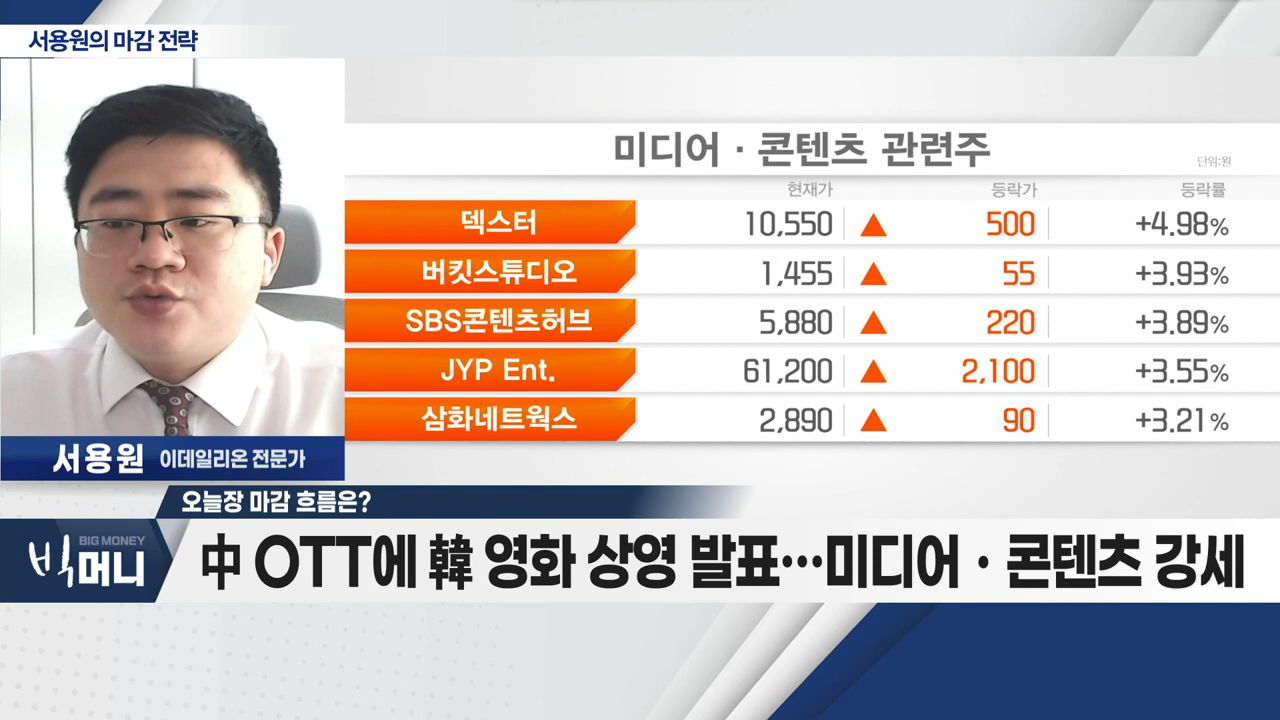 서용원의 마감 전략
미디어·콘텐츠 관련주
단위:원
현재가 등락가 등락률
덱스터 10,550 ▲ 500 +4.98%
버킷스튜디오 1,455 ▲ 55 +3.93%
SBS콘텐츠허브 5,880 ▲ 220 +3.89%
JYP Ent. 61,200 ▲ 2,100 +3.55%
삼화네트웍스 2,890 ▲ 90 +3.21%
서용원 이데일리온 전문가
오늘장 마감 흐름은?
BIG MONEY
빅머니
中 OTT에 韓 영화 상영 발표…미디어·콘텐츠 강세